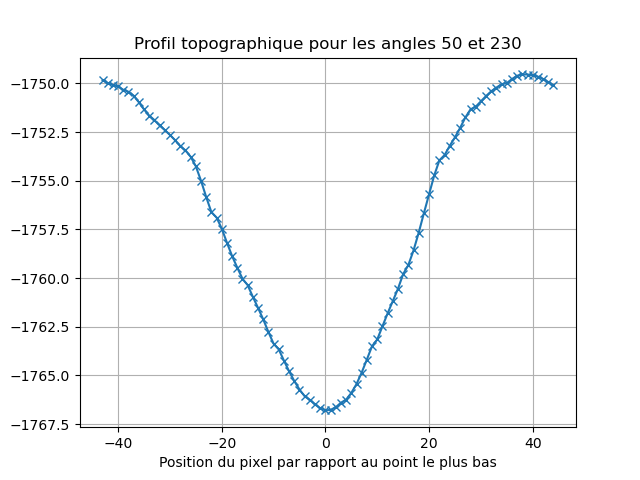 Profil topographique pour les angles 50 et 230
−1750.0
−1752.5
−1755.0
−1757.5
−1760.0
−1762.5
−1765.0
−1767.5
−40 −20 0 20 40
Position du pixel par rapport au point le plus bas